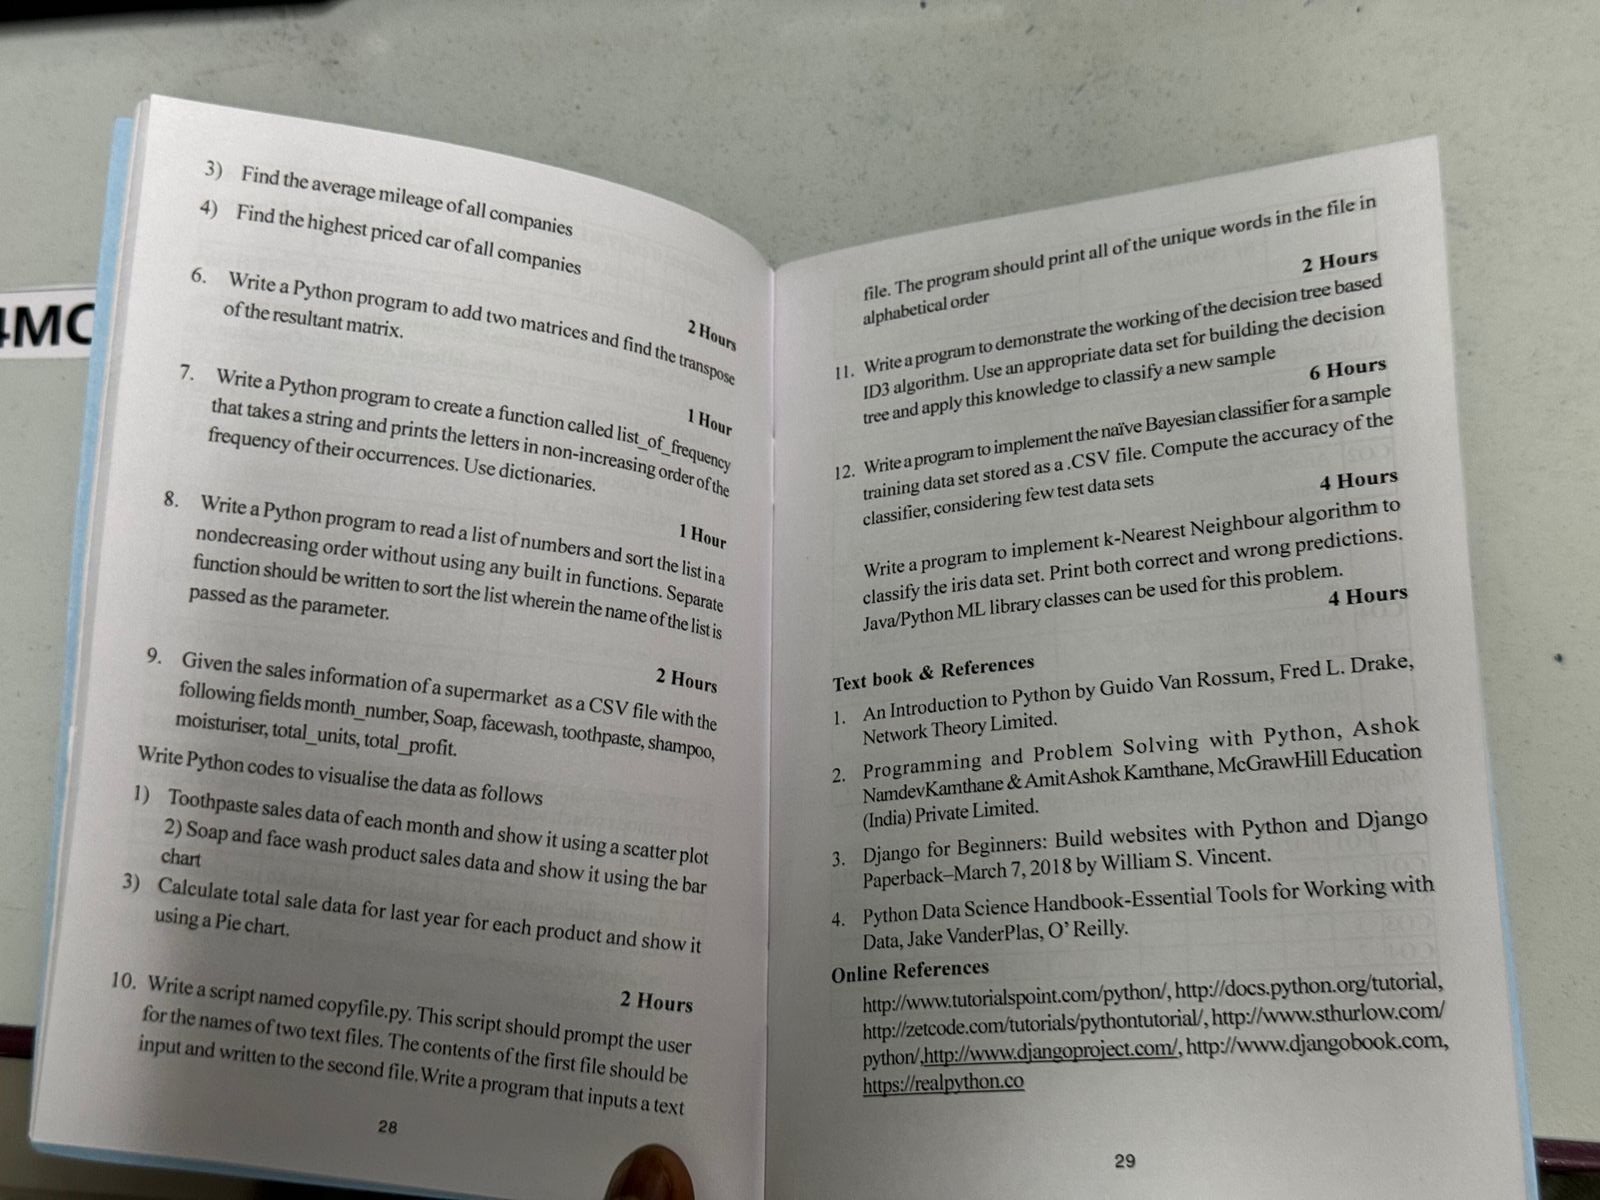 4MC
3) Find the average mileage of all companies
4) Find the highest priced car of all companies
2 Hours
6. Write a Python program to add two matrices and find the transpose
of the resultant matrix.
1 Hour
7. Write a Python program to create a function called list_of_frequency
that takes a string and prints the letters in non-increasing order of the
frequency of their occurrences. Use dictionaries.
1 Hour
8. Write a Python program to read a list of numbers and sort the list in a
nondecreasing order without using any built in functions. Separate
function should be written to sort the list wherein the name of the list is
passed as the parameter.
2 Hours
9. Given the sales information of a supermarket as a CSV file with the
following fields month_number, Soap, facewash, toothpaste, shampoo,
moisturiser, total_units, total_profit.
Write Python codes to visualise the data as follows
1) Toothpaste sales data of each month and show it using a scatter plot
2) Soap and face wash product sales data and show it using the bar
chart
3) Calculate total sale data for last year for each product and show it
using a Pie chart.
2 Hours
10. Write a script named copyfile.py. This script should prompt the user
for the names of two text files. The contents of the first file should be
input and written to the second file. Write a program that inputs a text
28
file. The program should print all of the unique words in the file in
alphabetical order
2 Hours
11. Write a program to demonstrate the working of the decision tree based
ID3 algorithm. Use an appropriate data set for building the decision
tree and apply this knowledge to classify a new sample
6 Hours
12. Write a program to implement the naïve Bayesian classifier for a sample
training data set stored as a .CSV file. Compute the accuracy of the
classifier, considering few test data sets
4 Hours
Write a program to implement k-Nearest Neighbour algorithm to
classify the iris data set. Print both correct and wrong predictions.
Java/Python ML library classes can be used for this problem.
4 Hours
Text book & References
1. An Introduction to Python by Guido Van Rossum, Fred L. Drake,
Network Theory Limited.
2. Programming and Problem Solving with Python, Ashok
NamdevKamthane & Amit Ashok Kamthane, McGrawHill Education
(India) Private Limited.
3. Django for Beginners: Build websites with Python and Django
Paperback–March 7, 2018 by William S. Vincent.
4. Python Data Science Handbook-Essential Tools for Working with
Data, Jake VanderPlas, O' Reilly.
Online References
http://www.tutorialspoint.com/python/, http://docs.python.org/tutorial,
http://zetcode.com/tutorials/pythontutorial/, http://www.sthurlow.com/
python/,http://www.djangoproject.com/, http://www.djangobook.com,
https://realpython.co
29